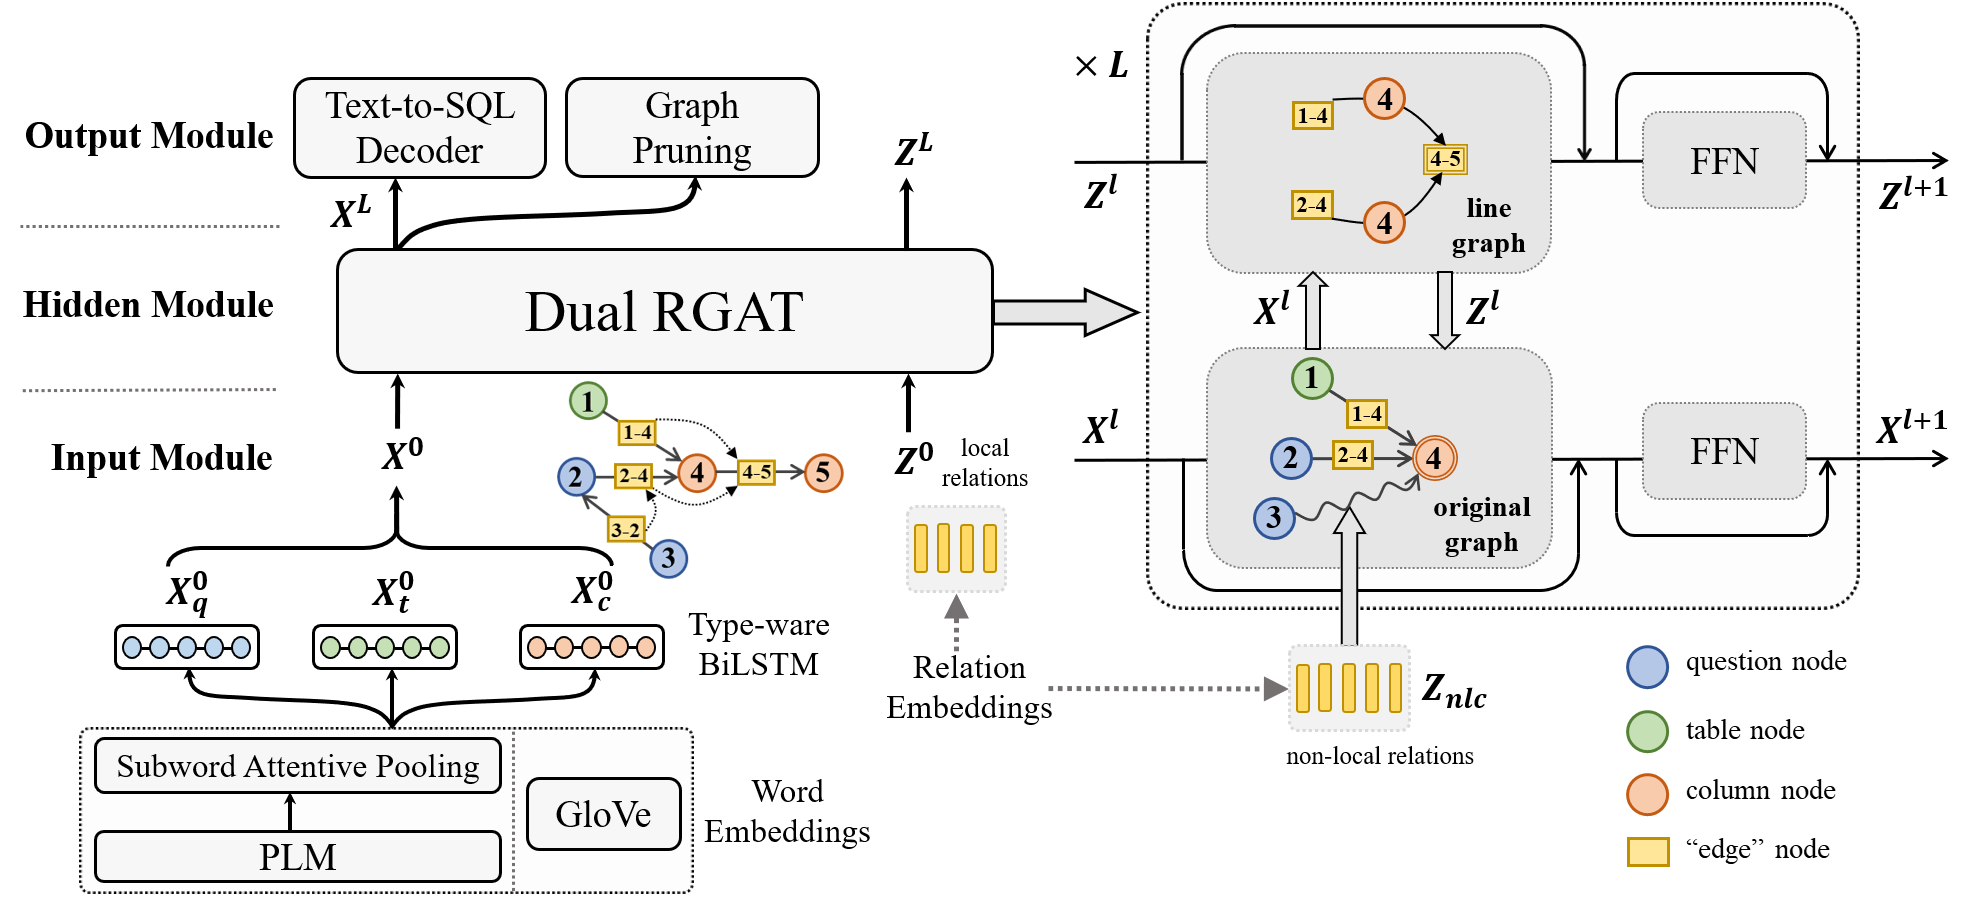 Output Module
Text-to-SQL
Decoder
Graph
Pruning
X^L
Z^L
Hidden Module
Dual RGAT
Input Module
X^0
Z^0
local
relations
1
1-4
2
2-4
4
4-5
5
3-2
3
X_q^0
X_t^0
X_c^0
Type-ware
BiLSTM
Relation
Embeddings
Subword Attentive Pooling
PLM
GloVe
Word
Embeddings
× L
Z^l
1-4
4
4-5
2-4
4
line
graph
FFN
Z^{l+1}
X^l
Z^l
X^l
1
1-4
2
2-4
4
3
original
graph
FFN
X^{l+1}
Z_{nlc}
non-local relations
question node
table node
column node
“edge” node